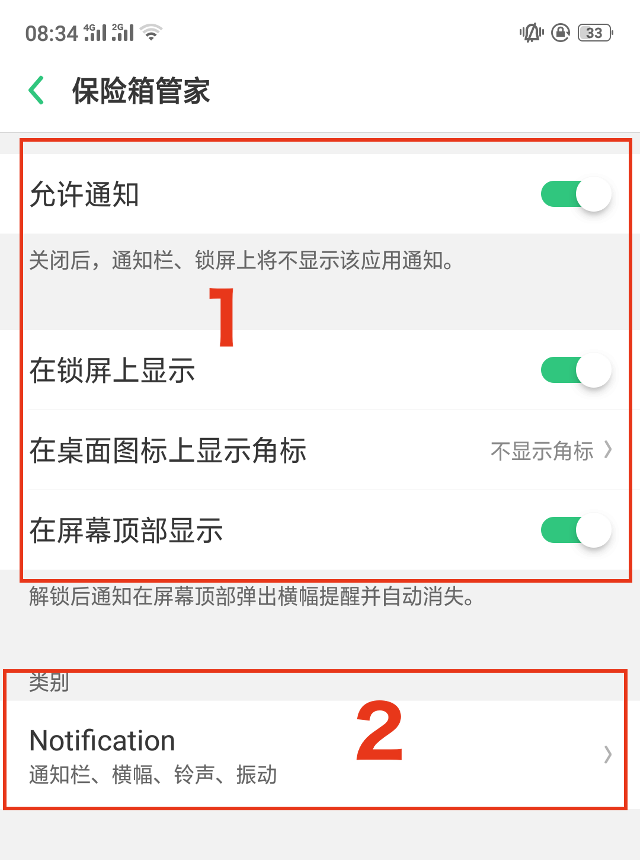 08:34 4G 2G 33
保险箱管家
允许通知
关闭后，通知栏、锁屏上将不显示该应用通知。
1
在锁屏上显示
在桌面图标上显示角标 不显示角标
在屏幕顶部显示
解锁后通知在屏幕顶部弹出横幅提醒并自动消失。
类别
2
Notification
通知栏、横幅、铃声、振动